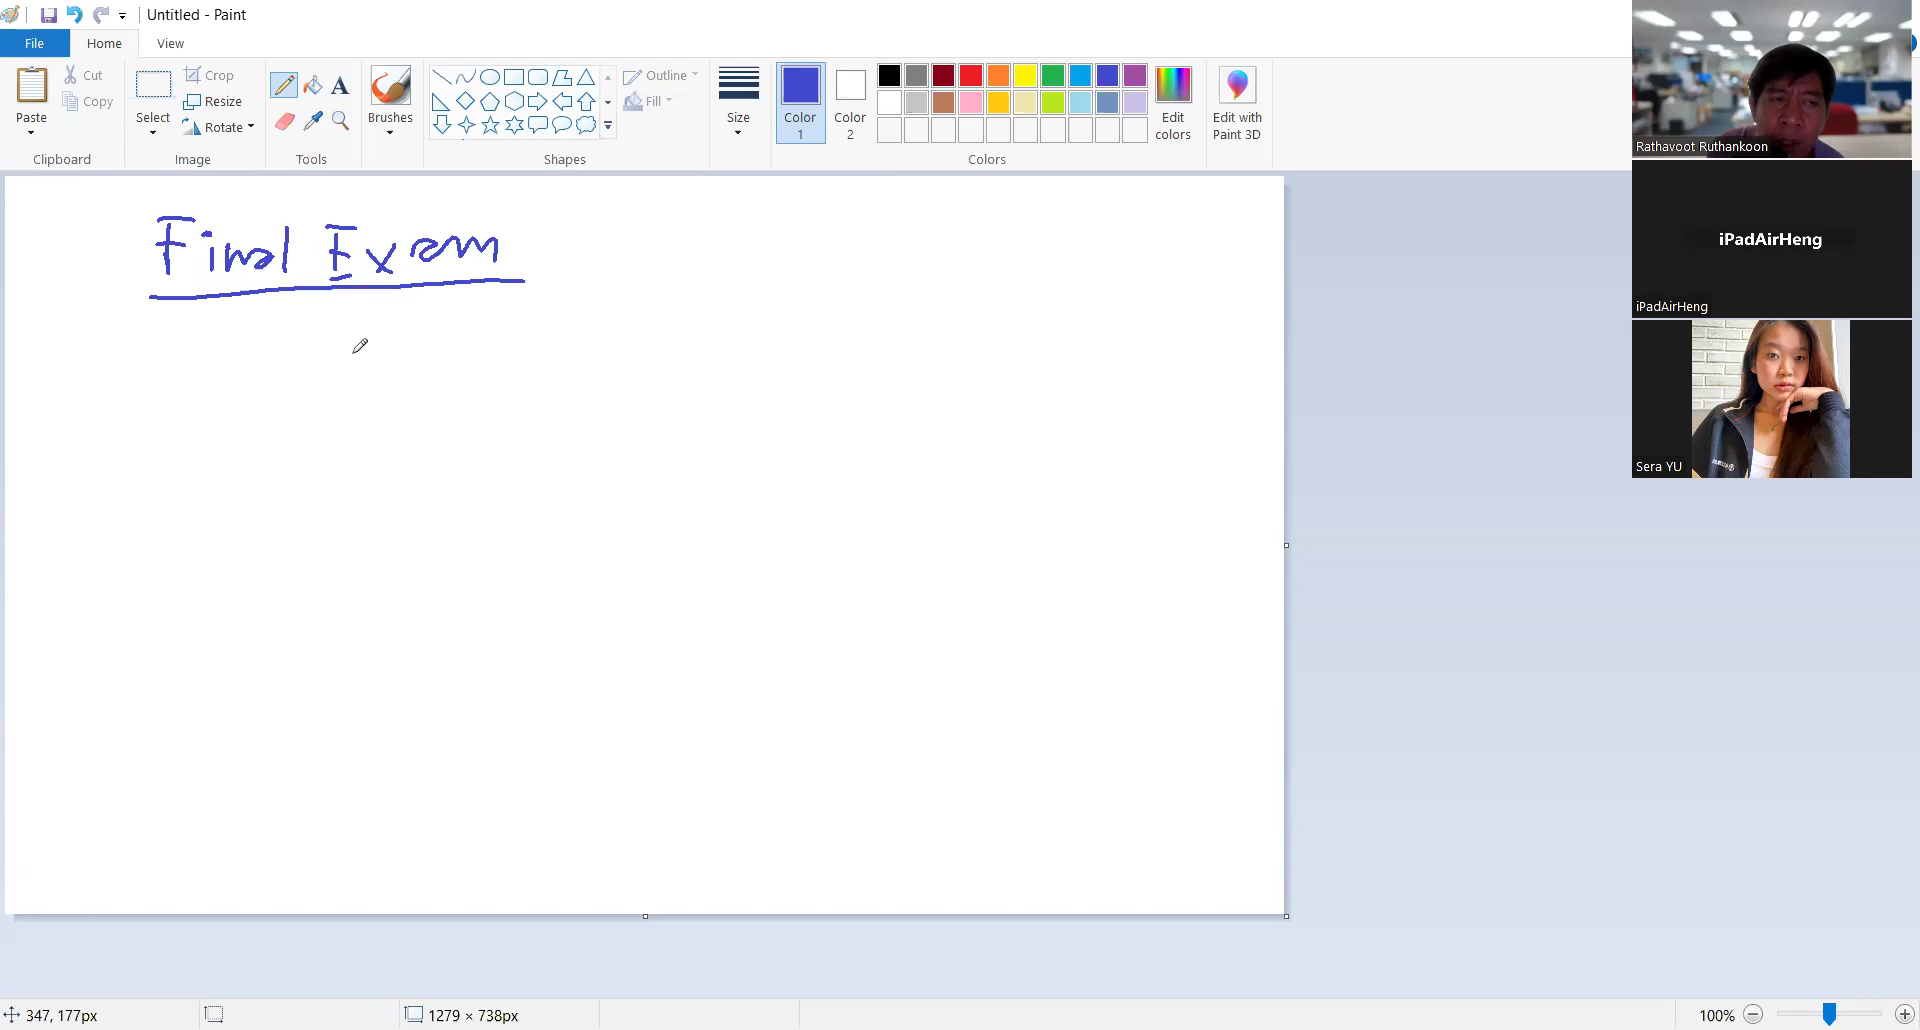 Untitled - Paint
File
Home
View
Paste
Cut
Copy
Clipboard
Select
Crop
Resize
Rotate
Image
Tools
Brushes
Shapes
Outline
Fill
Size
Color 1
Color 2
Colors
Edit colors
Edit with Paint 3D
Final Exam
Rathavoot Ruthankoon
iPadAirHeng
iPadAirHeng
Sera YU
347, 177px
1279 × 738px
100%